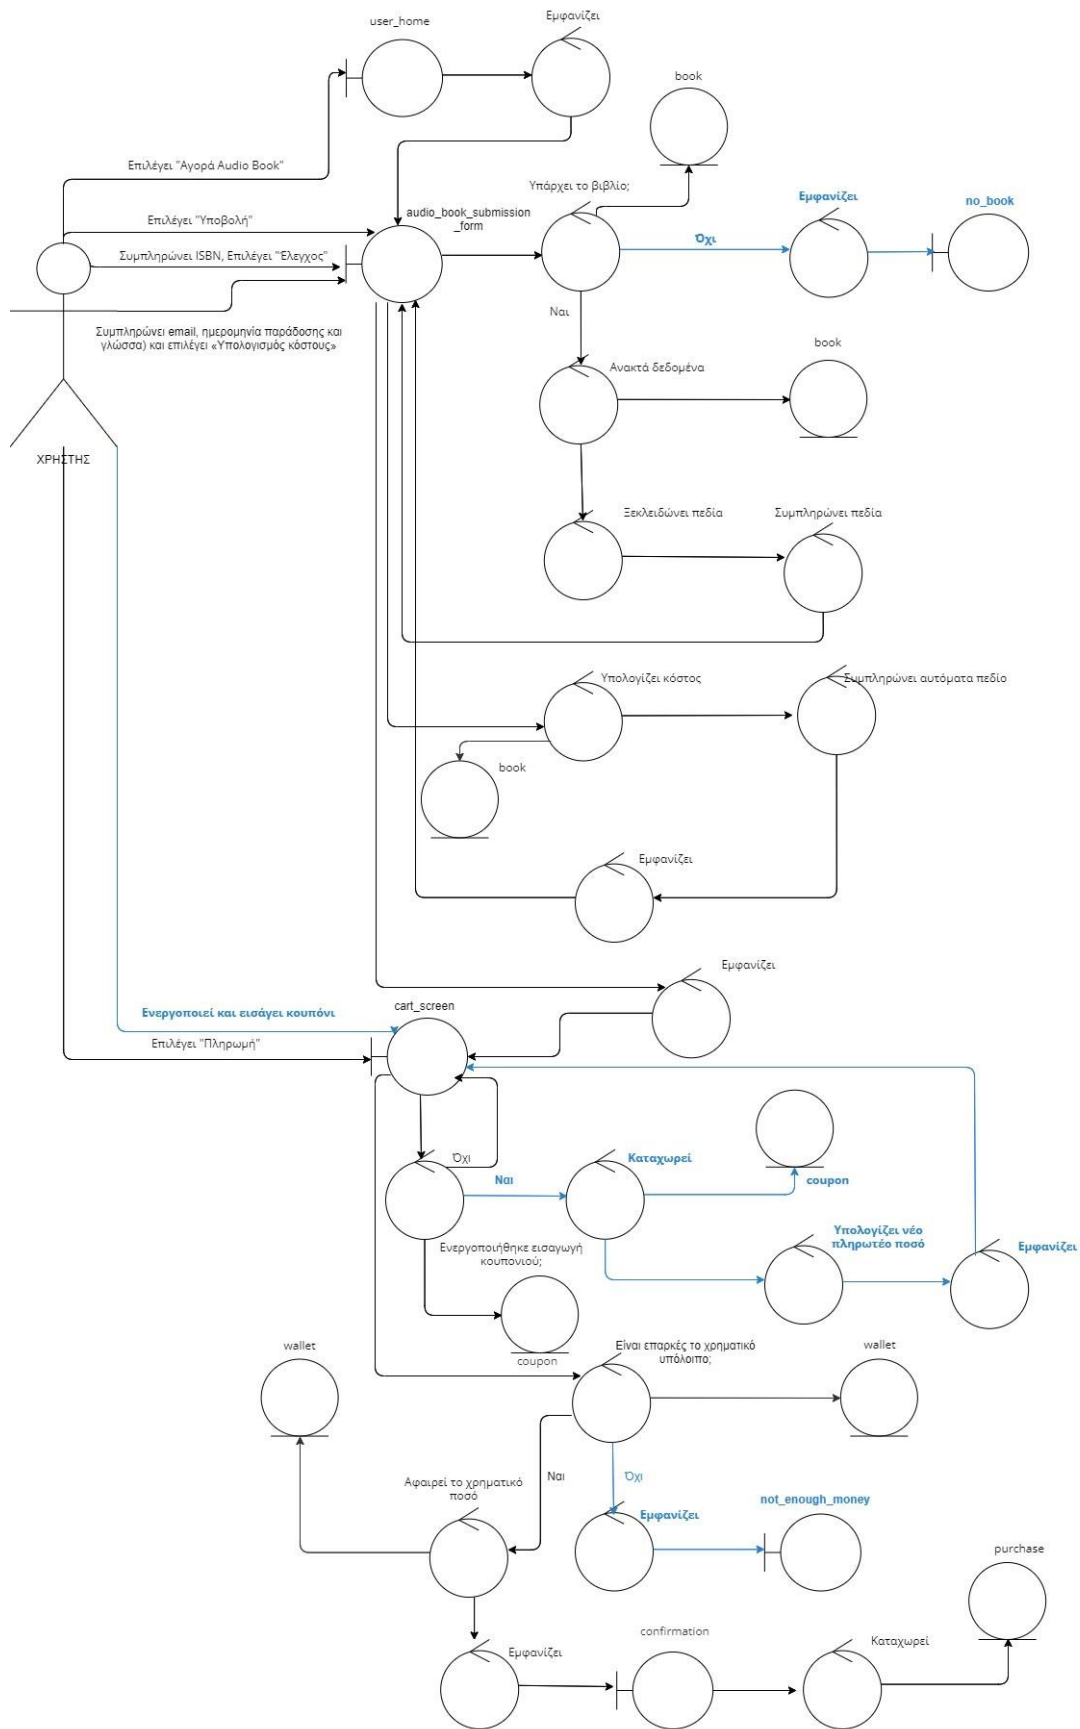 user_home
Εμφανίζει
book
Επιλέγει "Αγορά Audio Book"
Υπάρχει το βιβλίο;
Εμφανίζει
no_book
Επιλέγει "Υποβολή"
audio_book_submission
_form
Όχι
Συμπληρώνει ISBN, Επιλέγει "Έλεγχος"
Ναι
Συμπληρώνει email, ημερομηνία παράδοσης και
γλώσσα) και επιλέγει «Υπολογισμός κόστους»
book
Ανακτά δεδομένα
ΧΡΗΣΤΗΣ
Ξεκλειδώνει πεδία
Συμπληρώνει πεδία
Υπολογίζει κόστος
Συμπληρώνει αυτόματα πεδίο
book
Εμφανίζει
Εμφανίζει
cart_screen
Ενεργοποιεί και εισάγει κουπόνι
Επιλέγει "Πληρωμή"
Όχι
Ναι
Καταχωρεί
coupon
Υπολογίζει νέο
πληρωτέο ποσό
Εμφανίζει
Ενεργοποιήθηκε εισαγωγή
κουπονιού;
coupon
wallet
Είναι επαρκές το χρηματικό
υπόλοιπο;
wallet
Ναι
Όχι
Αφαιρεί το χρηματικό
ποσό
Εμφανίζει
not_enough_money
purchase
Εμφανίζει
confirmation
Καταχωρεί